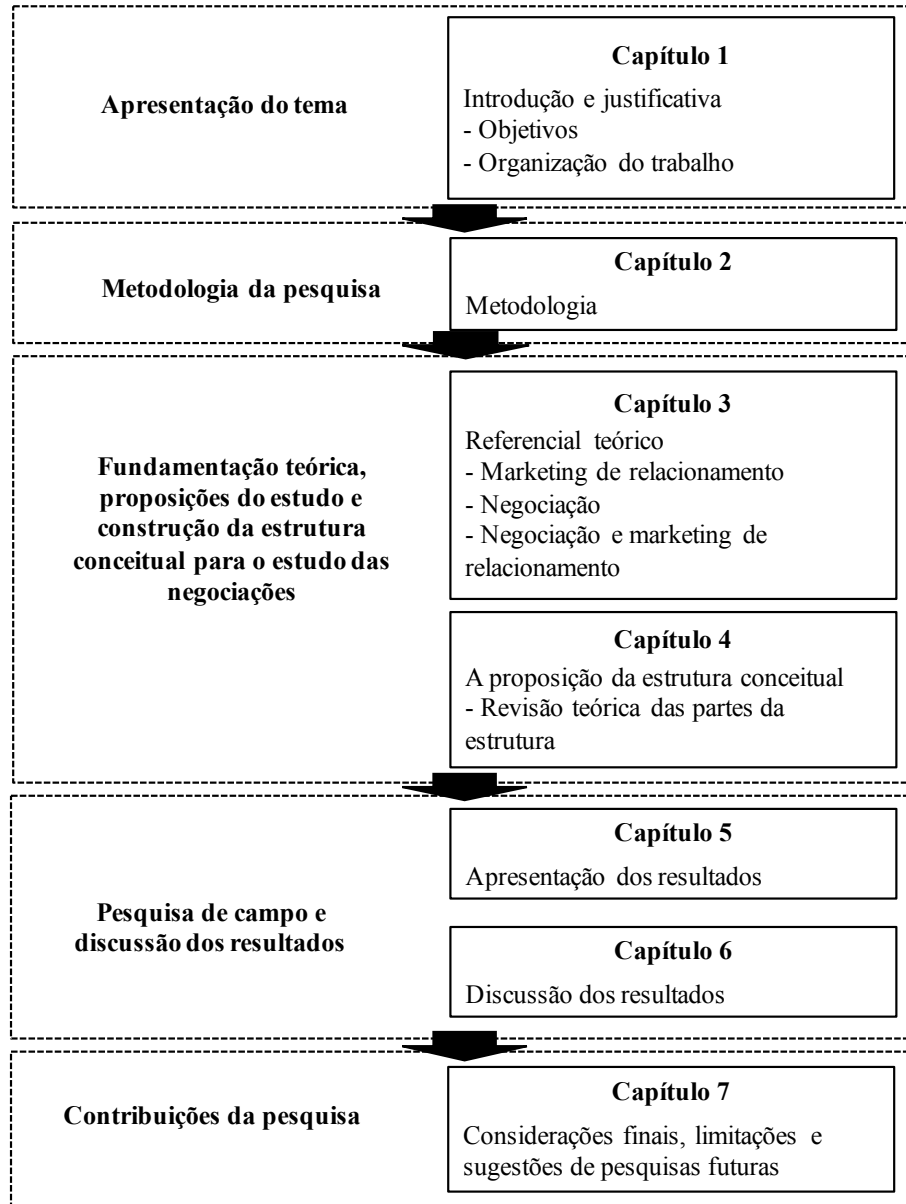 Apresentação do tema
Capítulo 1
Introdução e justificativa
- Objetivos
- Organização do trabalho
Metodologia da pesquisa
Capítulo 2
Metodologia
Fundamentação teórica,
proposições do estudo e
construção da estrutura
conceitual para o estudo das
negociações
Capítulo 3
Referencial teórico
- Marketing de relacionamento
- Negociação
- Negociação e marketing de
relacionamento
Capítulo 4
A proposição da estrutura conceitual
- Revisão teórica das partes da
estrutura
Pesquisa de campo e
discussão dos resultados
Capítulo 5
Apresentação dos resultados
Capítulo 6
Discussão dos resultados
Contribuições da pesquisa
Capítulo 7
Considerações finais, limitações e
sugestões de pesquisas futuras